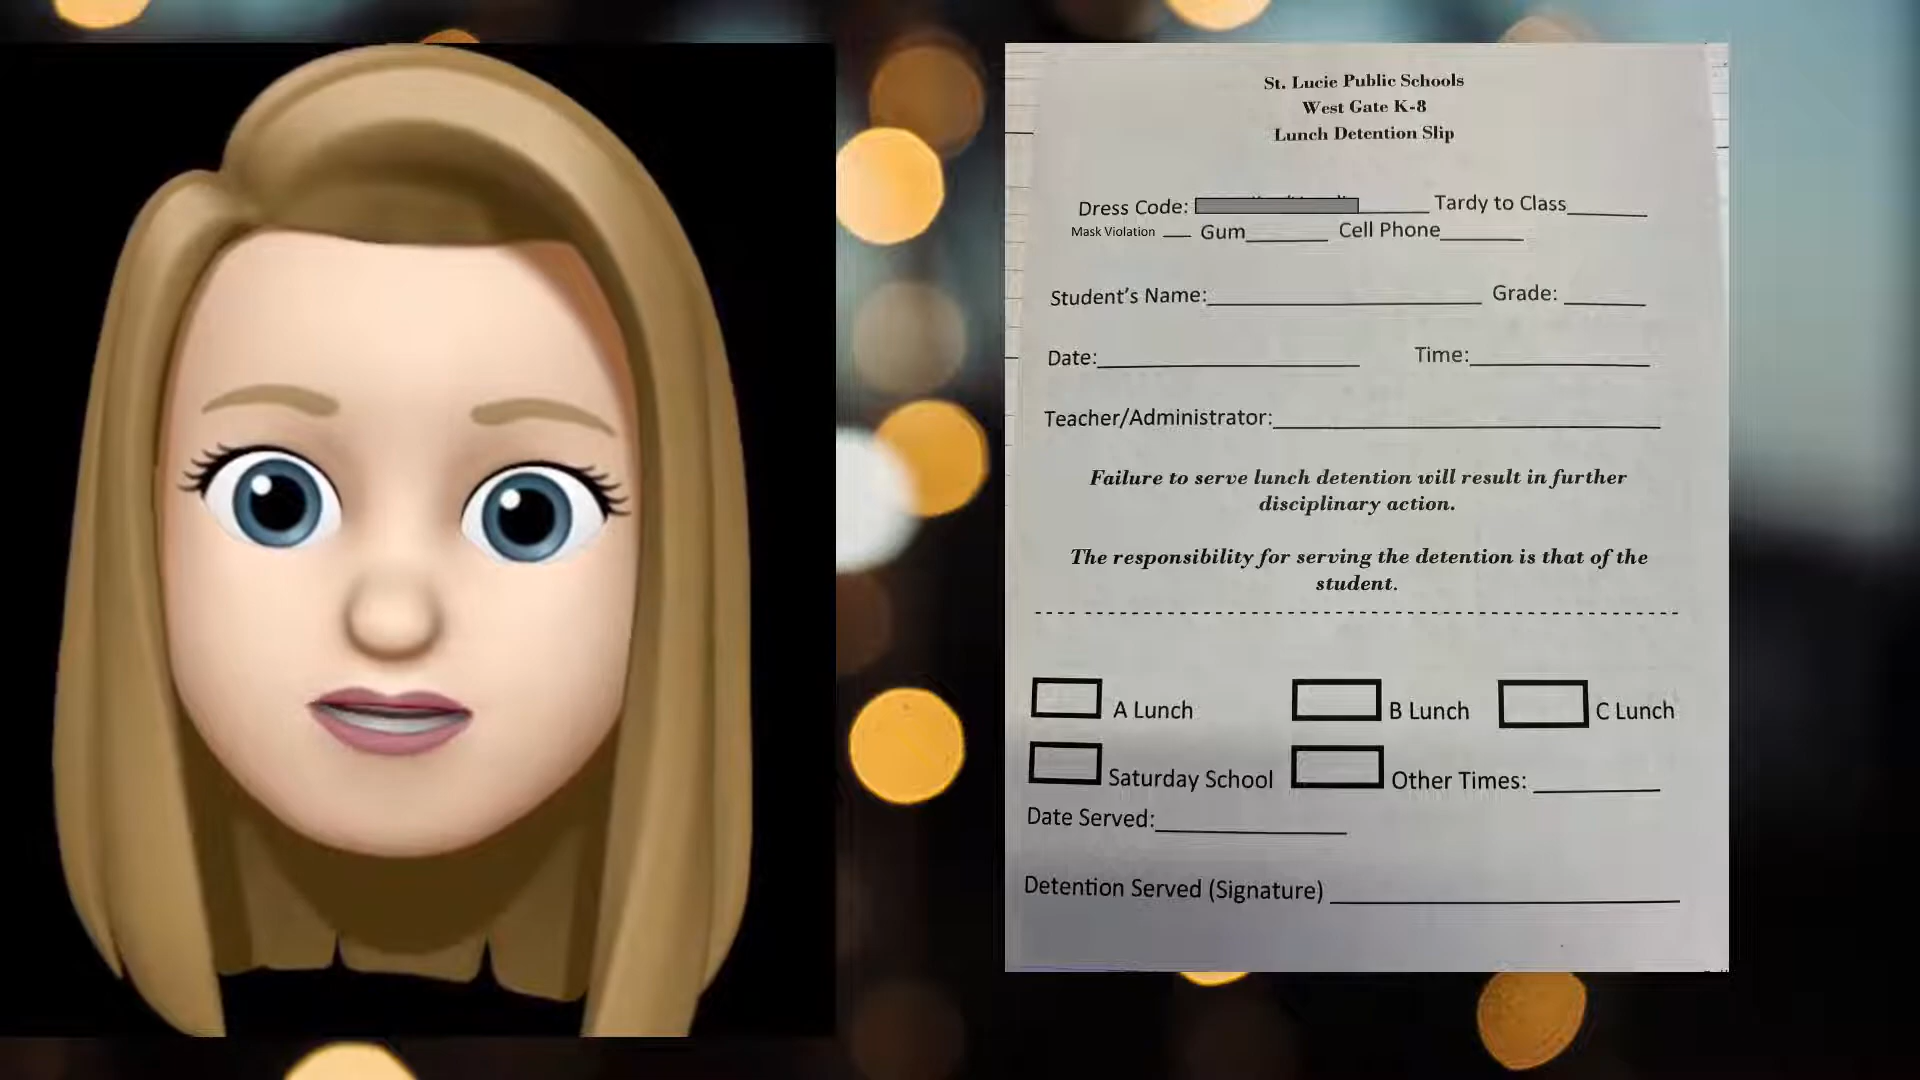 St. Lucie Public Schools
West Gate K-8
Lunch Detention Slip
Dress Code: Tardy to Class
Mask Violation Gum Cell Phone
Student's Name: Grade:
Date: Time:
Teacher/Administrator:
Failure to serve lunch detention will result in further
disciplinary action.
The responsibility for serving the detention is that of the
student.
A Lunch B Lunch C Lunch
Saturday School Other Times:
Date Served:
Detention Served (Signature)